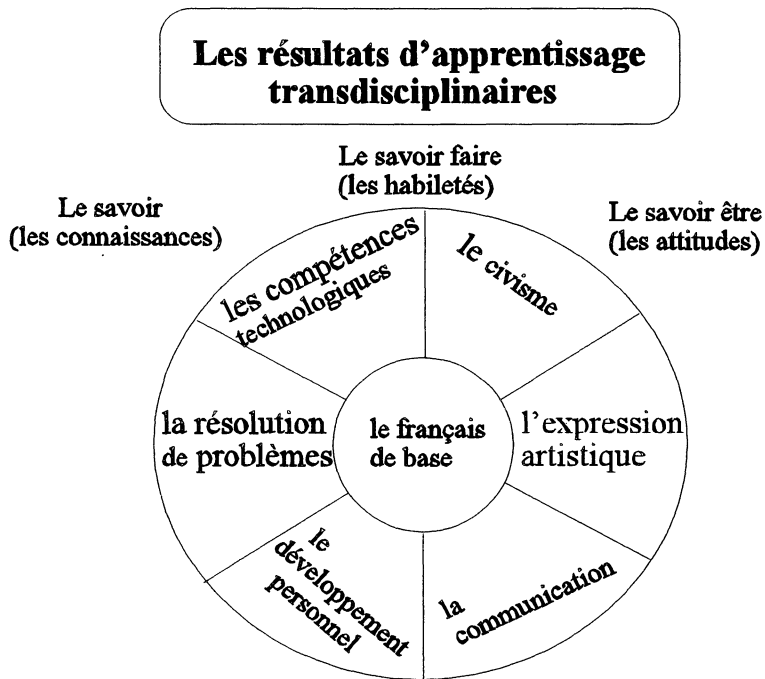 Les résultats d'apprentissage
transdisciplinaires
Le savoir faire
(les habiletés)
Le savoir
(les connaissances)
Le savoir être
(les attitudes)
les compétences
technologiques
le civisme
la résolution
de problèmes
le français
de base
l'expression
artistique
le
développement
personnel
la
communication